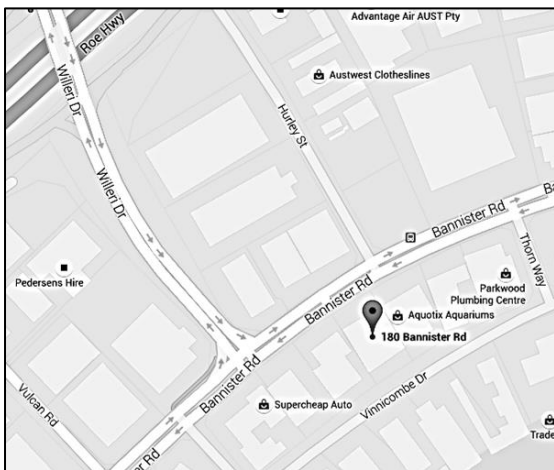 Advantage Air AUST Pty
Roe Hwy
Austwest Clotheslines
Willeri Dr
Hurley St
Willeri Dr
Bannister Rd
Ba
Thorn Way
Pedersens Hire
Parkwood
Plumbing Centre
Bannister Rd
Aquotix Aquariums
180 Bannister Rd
Bannister Rd
Vinnicombe Dr
Vulcan Rd
Supercheap Auto
Trade
er Rd